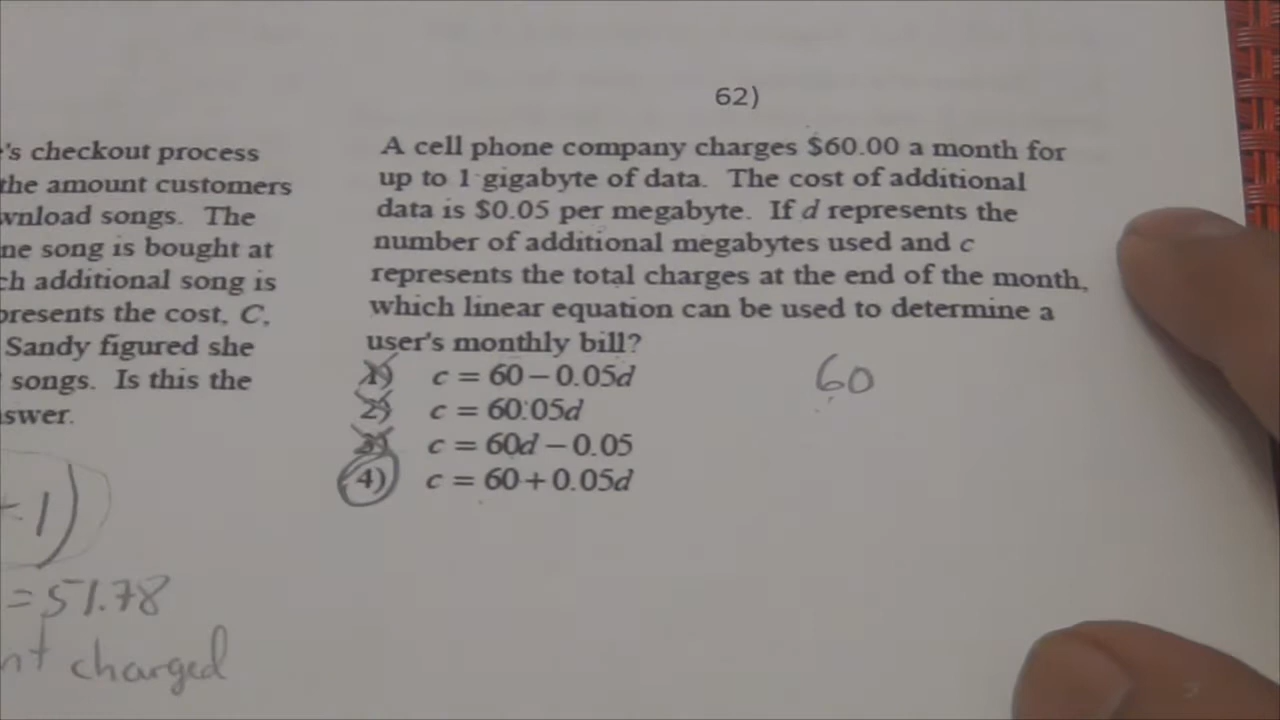 's checkout process
the amount customers
wnload songs. The
ne song is bought at
ch additional song is
presents the cost, C,
Sandy figured she
songs. Is this the
swer.
1)
= 51.78
nt charged
62)
A cell phone company charges $60.00 a month for
up to 1 gigabyte of data. The cost of additional
data is $0.05 per megabyte. If d represents the
number of additional megabytes used and c
represents the total charges at the end of the month,
which linear equation can be used to determine a
user's monthly bill?
1) c = 60 – 0.05d
2) c = 60.05d
3) c = 60d – 0.05
4) c = 60 + 0.05d
60